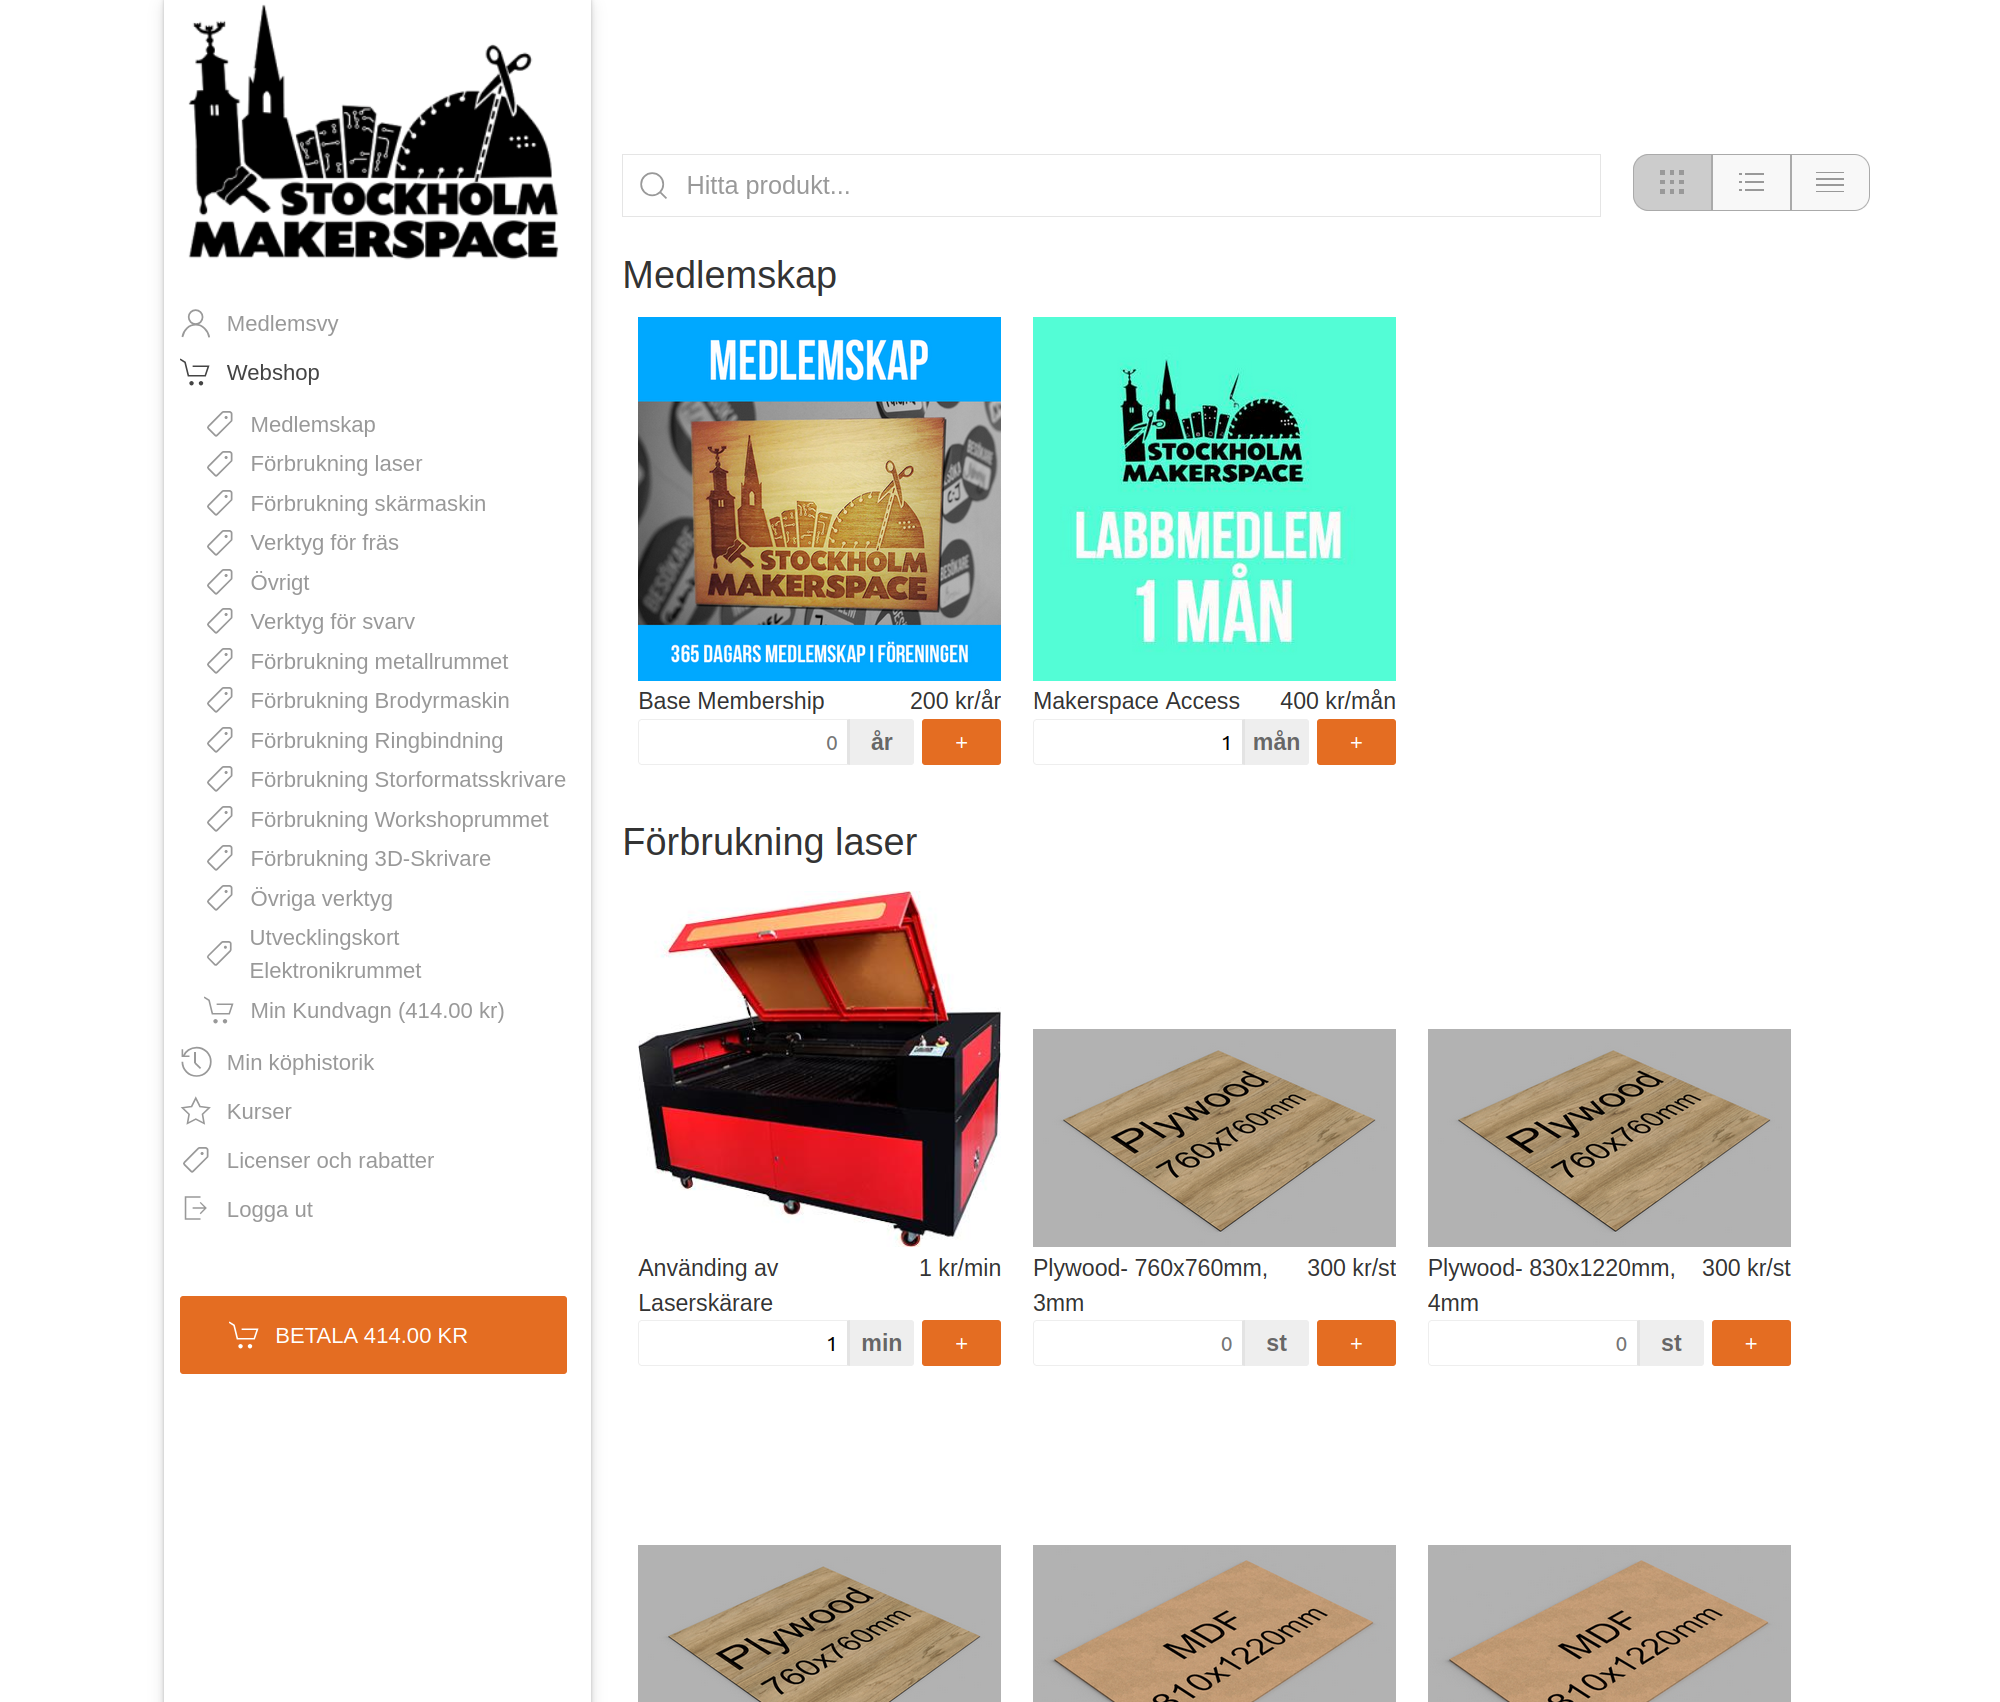 STOCKHOLM
MAKERSPACE
Medlemsvy
Webshop
Medlemskap
Förbrukning laser
Förbrukning skärmaskin
Verktyg för fräs
Övrigt
Verktyg för svarv
Förbrukning metallrummet
Förbrukning Brodyrmaskin
Förbrukning Ringbindning
Förbrukning Storformatsskrivare
Förbrukning Workshoprummet
Förbrukning 3D-Skrivare
Övriga verktyg
Utvecklingskort
Elektronikrummet
Min Kundvagn (414.00 kr)
Min köphistorik
Kurser
Licenser och rabatter
Logga ut
BETALA 414.00 KR
Hitta produkt...
Medlemskap
MEDLEMSKAP
STOCKHOLM
MAKERSPACE
365 DAGARS MEDLEMSKAP I FÖRENINGEN
Base Membership 200 kr/år
0 år +
STOCKHOLM
MAKERSPACE
LABBMEDLEM
1 MÅN
Makerspace Access 400 kr/mån
1 mån +
Förbrukning laser
Använding av 1 kr/min
Laserskärare
1 min +
Plywood
760x760mm
Plywood- 760x760mm, 300 kr/st
3mm
0 st +
Plywood
760x760mm
Plywood- 830x1220mm, 300 kr/st
4mm
0 st +
Plywood
760x760mm
MDF
810x1220mm
MDF
810x1220mm